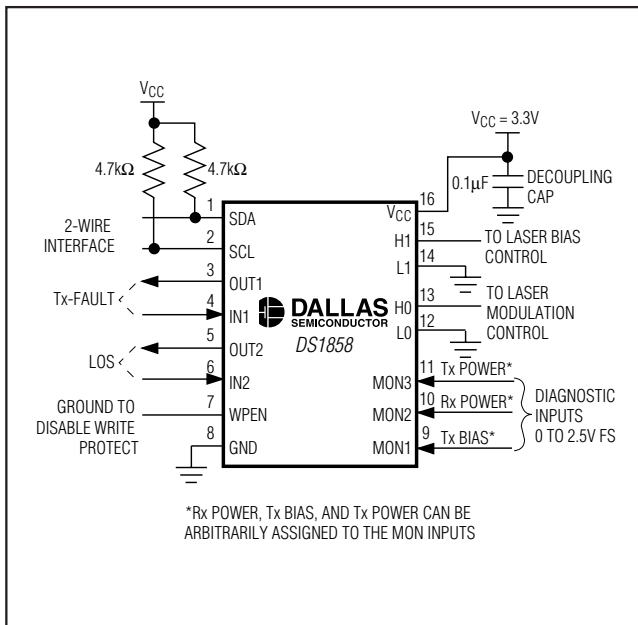 VCC
4.7kΩ
4.7kΩ
2-WIRE
INTERFACE
Tx-FAULT
LOS
GROUND TO
DISABLE WRITE
PROTECT
1
SDA
2
SCL
3
OUT1
4
IN1
5
OUT2
6
IN2
7
WPEN
8
GND
DALLAS
SEMICONDUCTOR
DS1858
VCC = 3.3V
0.1μF
DECOUPLING
CAP
16
VCC
15
H1
TO LASER BIAS
CONTROL
14
L1
13
H0
TO LASER
MODULATION
CONTROL
12
L0
11
MON3
Tx POWER*
10
MON2
Rx POWER*
9
MON1
Tx BIAS*
DIAGNOSTIC
INPUTS
0 TO 2.5V FS
*Rx POWER, Tx BIAS, AND Tx POWER CAN BE
ARBITRARILY ASSIGNED TO THE MON INPUTS